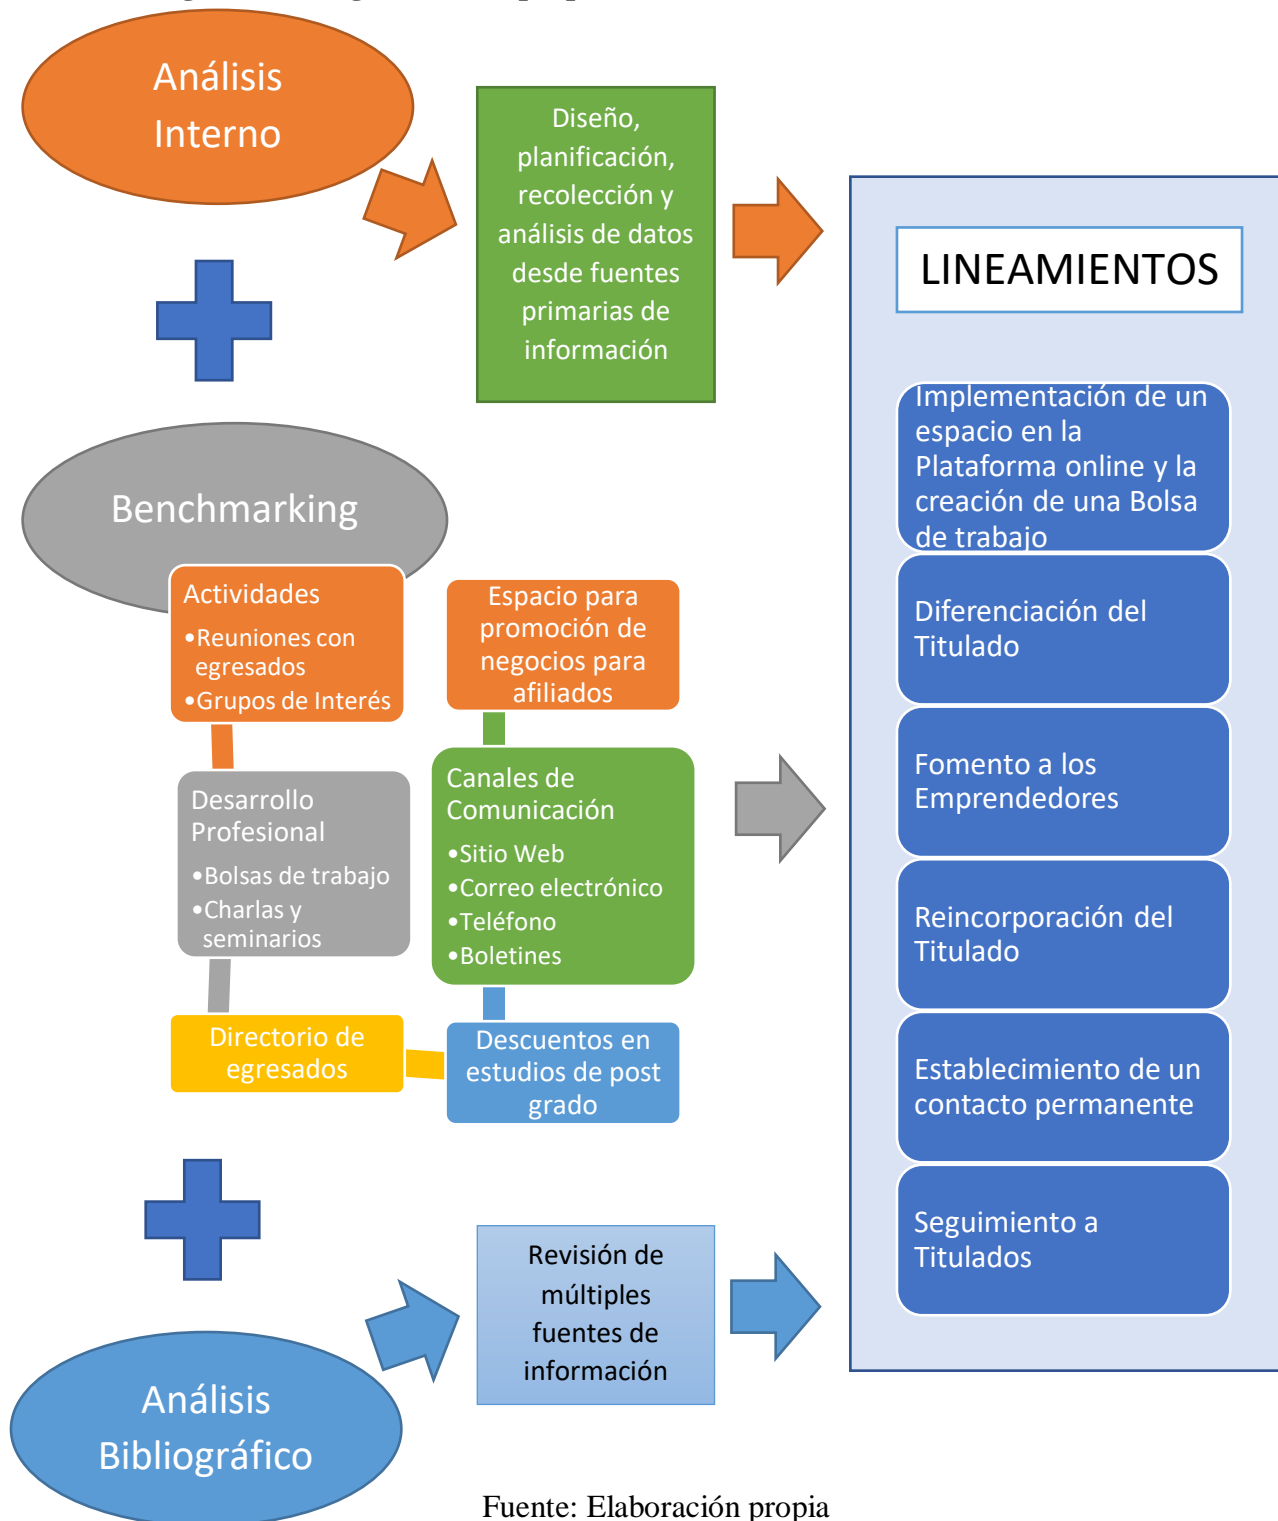 Análisis
Interno
Diseño,
planificación,
recolección y
análisis de datos
desde fuentes
primarias de
información
Benchmarking
Actividades
•Reuniones con
egresados
•Grupos de Interés
Espacio para
promoción de
negocios para
afiliados
Desarrollo
Profesional
•Bolsas de trabajo
•Charlas y
seminarios
Canales de
Comunicación
•Sitio Web
•Correo electrónico
•Teléfono
•Boletines
Directorio de
egresados
Descuentos en
estudios de post
grado
Análisis
Bibliográfico
Revisión de
múltiples
fuentes de
información
LINEAMIENTOS
Implementación de un
espacio en la
Plataforma online y la
creación de una Bolsa
de trabajo
Diferenciación del
Titulado
Fomento a los
Emprendedores
Reincorporación del
Titulado
Establecimiento de un
contacto permanente
Seguimiento a
Titulados
Fuente: Elaboración propia